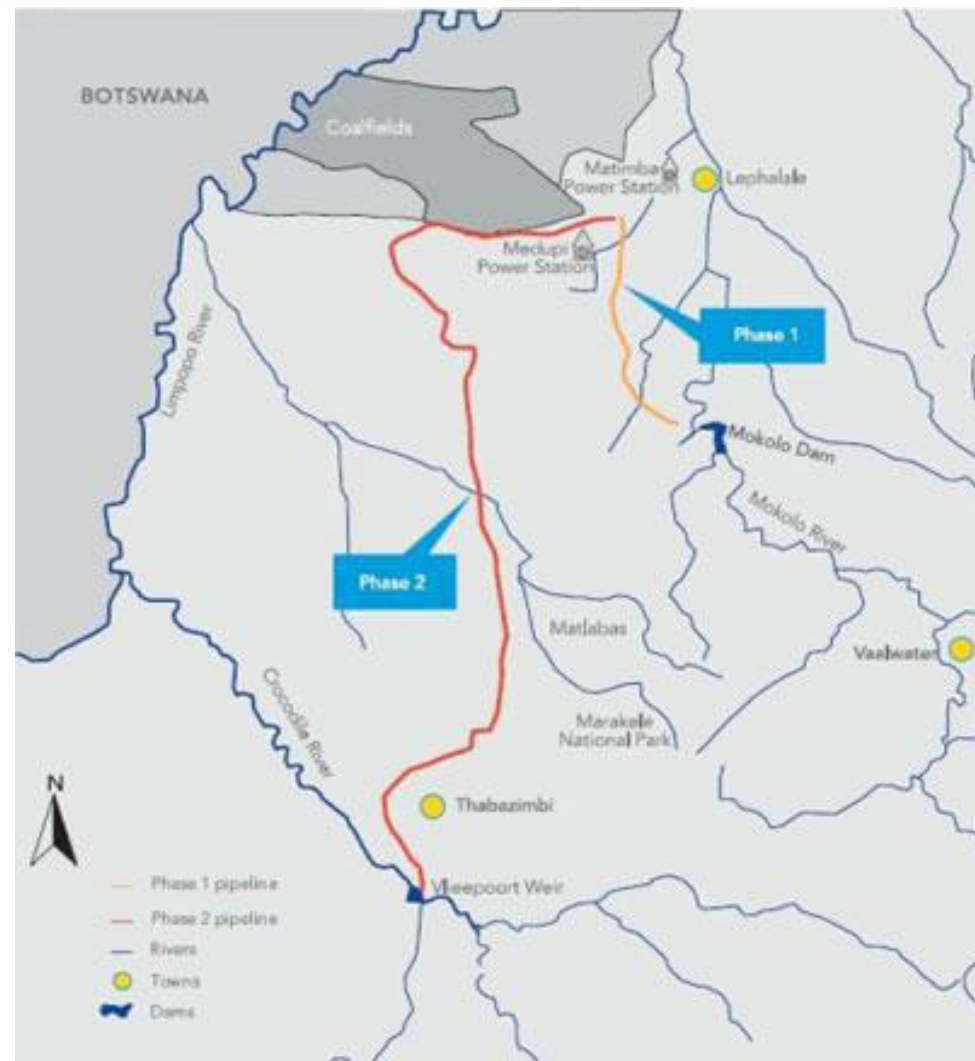 BOTSWANA
Coalfields
Matimba
Power Station
Lephalale
Medupi
Power Station
Phase 1
Limpopo River
Mokolo Dam
Mokolo River
Phase 2
Matlabas
Vaalwater
Crocodile River
Marakele
National Park
N
Thabazimbi
Vlieepoort Weir
Phase 1 pipeline
Phase 2 pipeline
Rivers
Towns
Dams